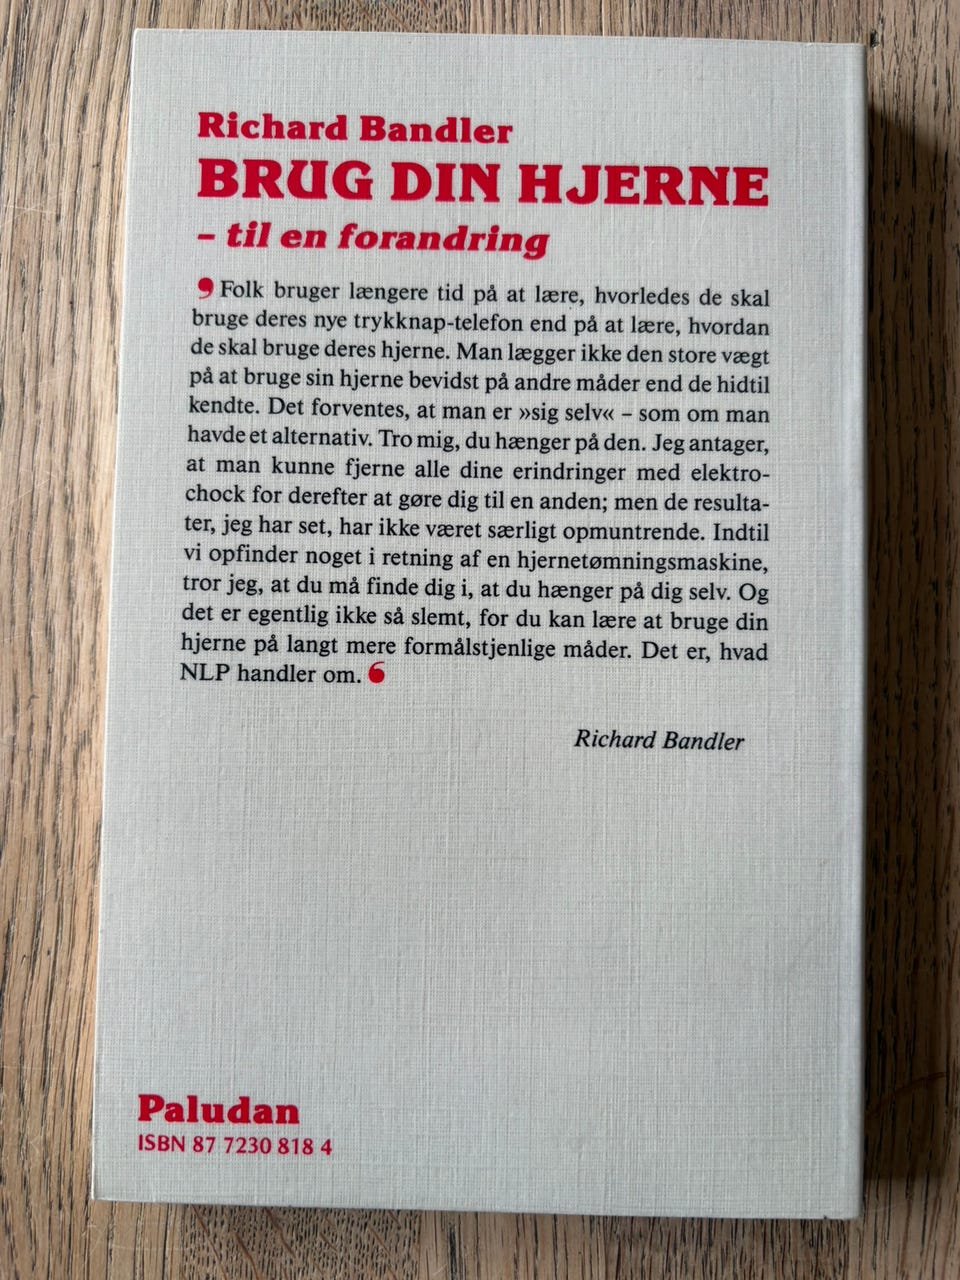 Richard Bandler
BRUG DIN HJERNE
– til en forandring
❜ Folk bruger længere tid på at lære, hvorledes de skal
bruge deres nye trykknap-telefon end på at lære, hvordan
de skal bruge deres hjerne. Man lægger ikke den store vægt
på at bruge sin hjerne bevidst på andre måder end de hidtil
kendte. Det forventes, at man er »sig selv« – som om man
havde et alternativ. Tro mig, du hænger på den. Jeg antager,
at man kunne fjerne alle dine erindringer med elektro-
chock for derefter at gøre dig til en anden; men de resulta-
ter, jeg har set, har ikke været særligt opmuntrende. Indtil
vi opfinder noget i retning af en hjernetømningsmaskine,
tror jeg, at du må finde dig i, at du hænger på dig selv. Og
det er egentlig ikke så slemt, for du kan lære at bruge din
hjerne på langt mere formålstjenlige måder. Det er, hvad
NLP handler om. ❛
Richard Bandler
Paludan
ISBN 87 7230 818 4